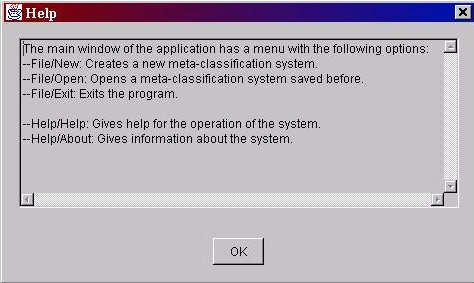 Help
The main window of the application has a menu with the following options:
--File/New: Creates a new meta-classification system.
--File/Open: Opens a meta-classification system saved before.
--File/Exit: Exits the program.
--Help/Help: Gives help for the operation of the system.
--Help/About: Gives information about the system.
OK